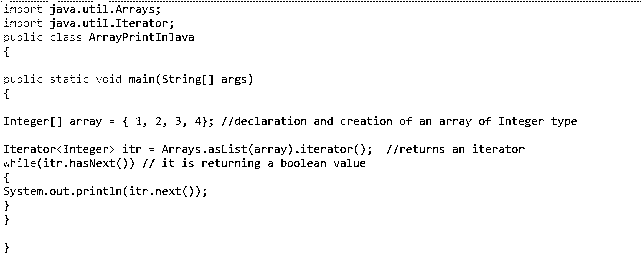 import java.util.Arrays;
import java.util.Iterator;
public class ArrayPrintInJava
{
public static void main(String[] args)
{
Integer[] array = { 1, 2, 3, 4}; //declaration and creation of an array of Integer type
Iterator<Integer> itr = Arrays.asList(array).iterator();  //returns an iterator
while(itr.hasNext()) // it is returning a boolean value
{
System.out.println(itr.next());
}
}
}